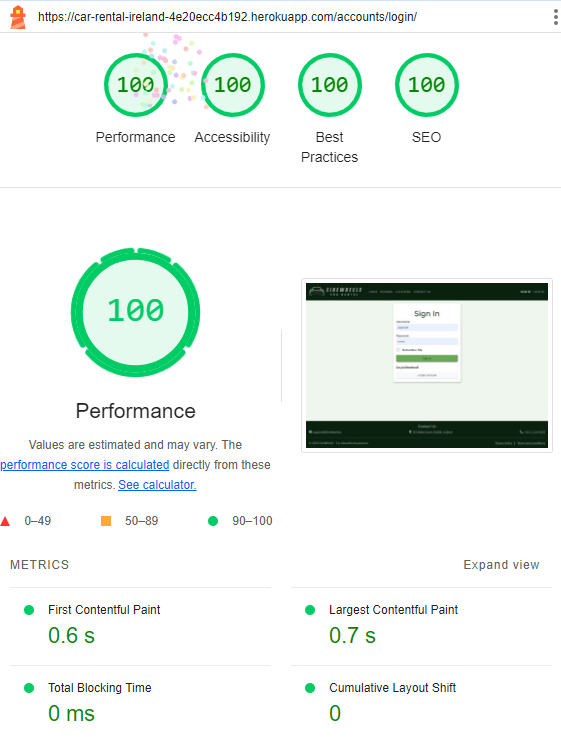 https://car-rental-ireland-4e20ecc4b192.herokuapp.com/accounts/login/
100 100 100 100
Performance Accessibility Best Practices SEO
100
Performance
Values are estimated and may vary. The
performance score is calculated directly from these
metrics. See calculator.
0–49 50–89 90–100
Sign In
METRICS Expand view
First Contentful Paint
0.6 s
Largest Contentful Paint
0.7 s
Total Blocking Time
0 ms
Cumulative Layout Shift
0